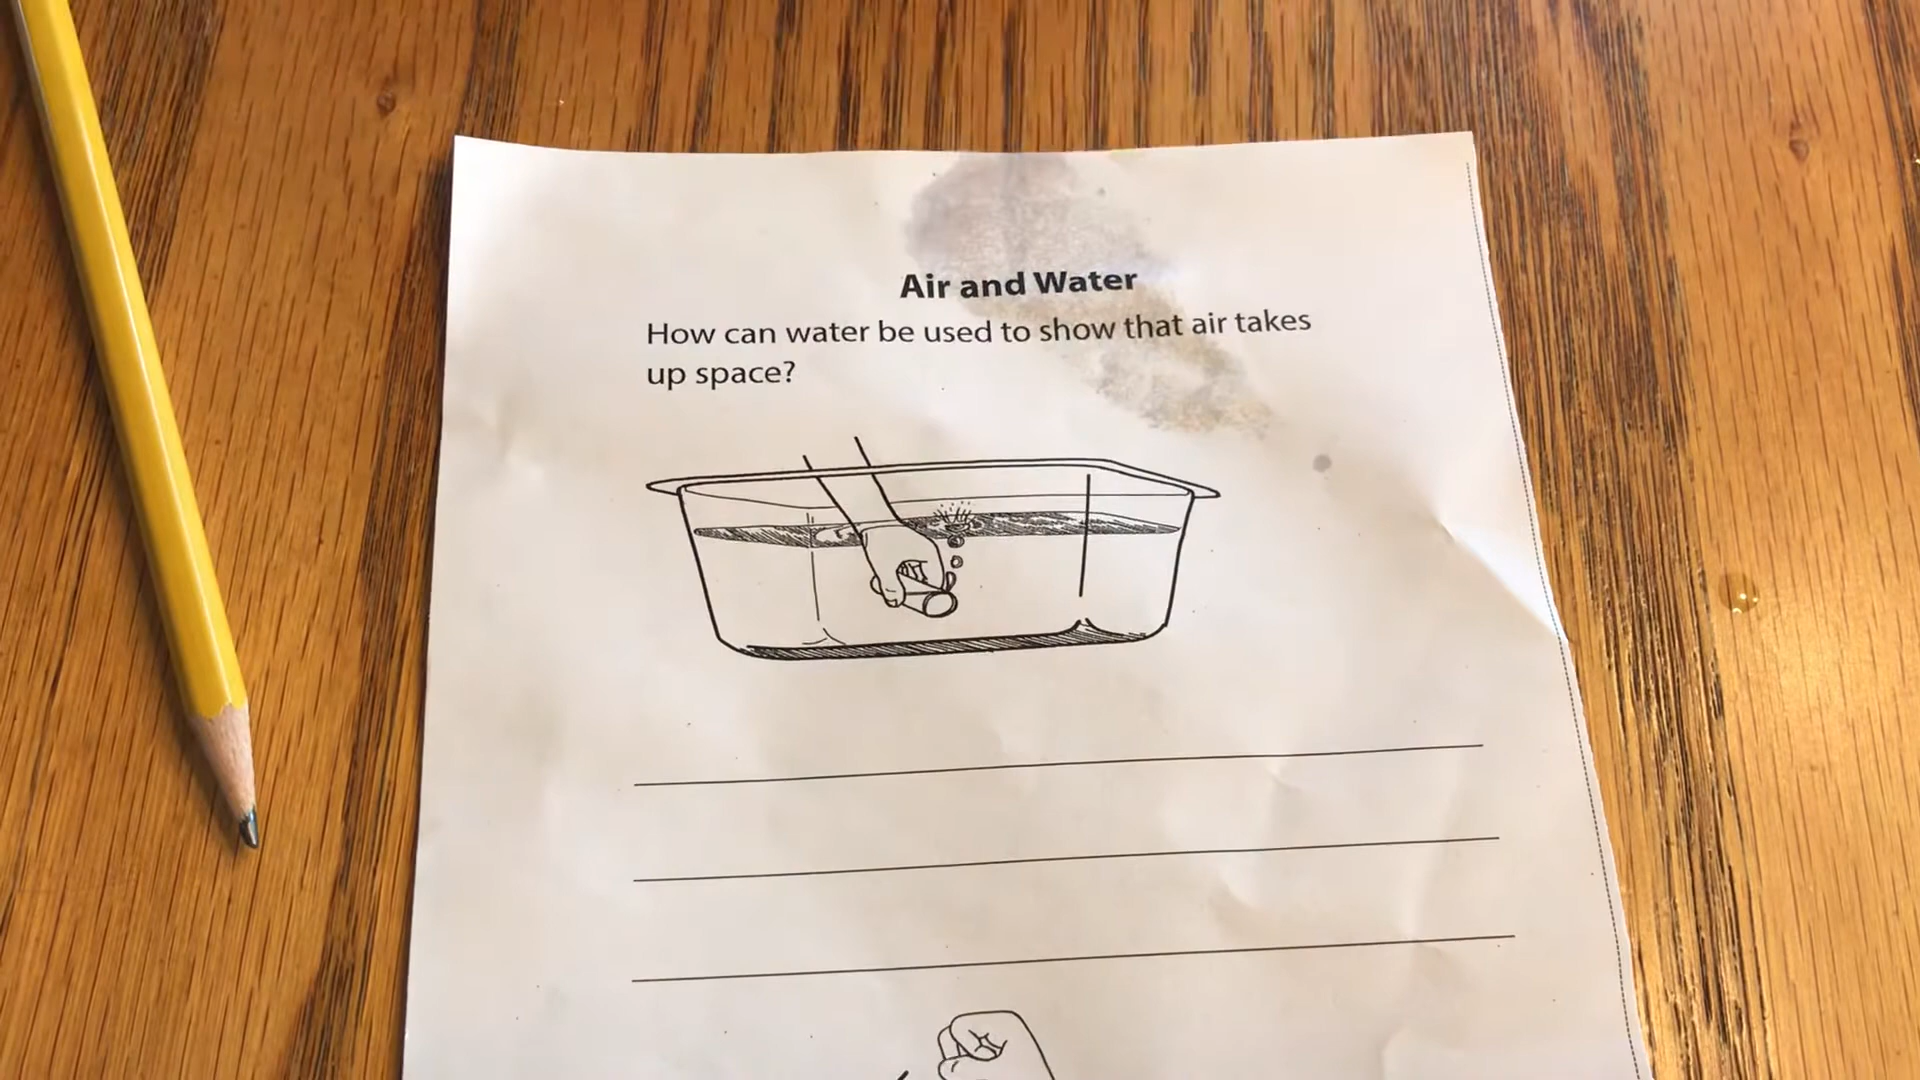 Air and Water
How can water be used to show that air takes
up space?